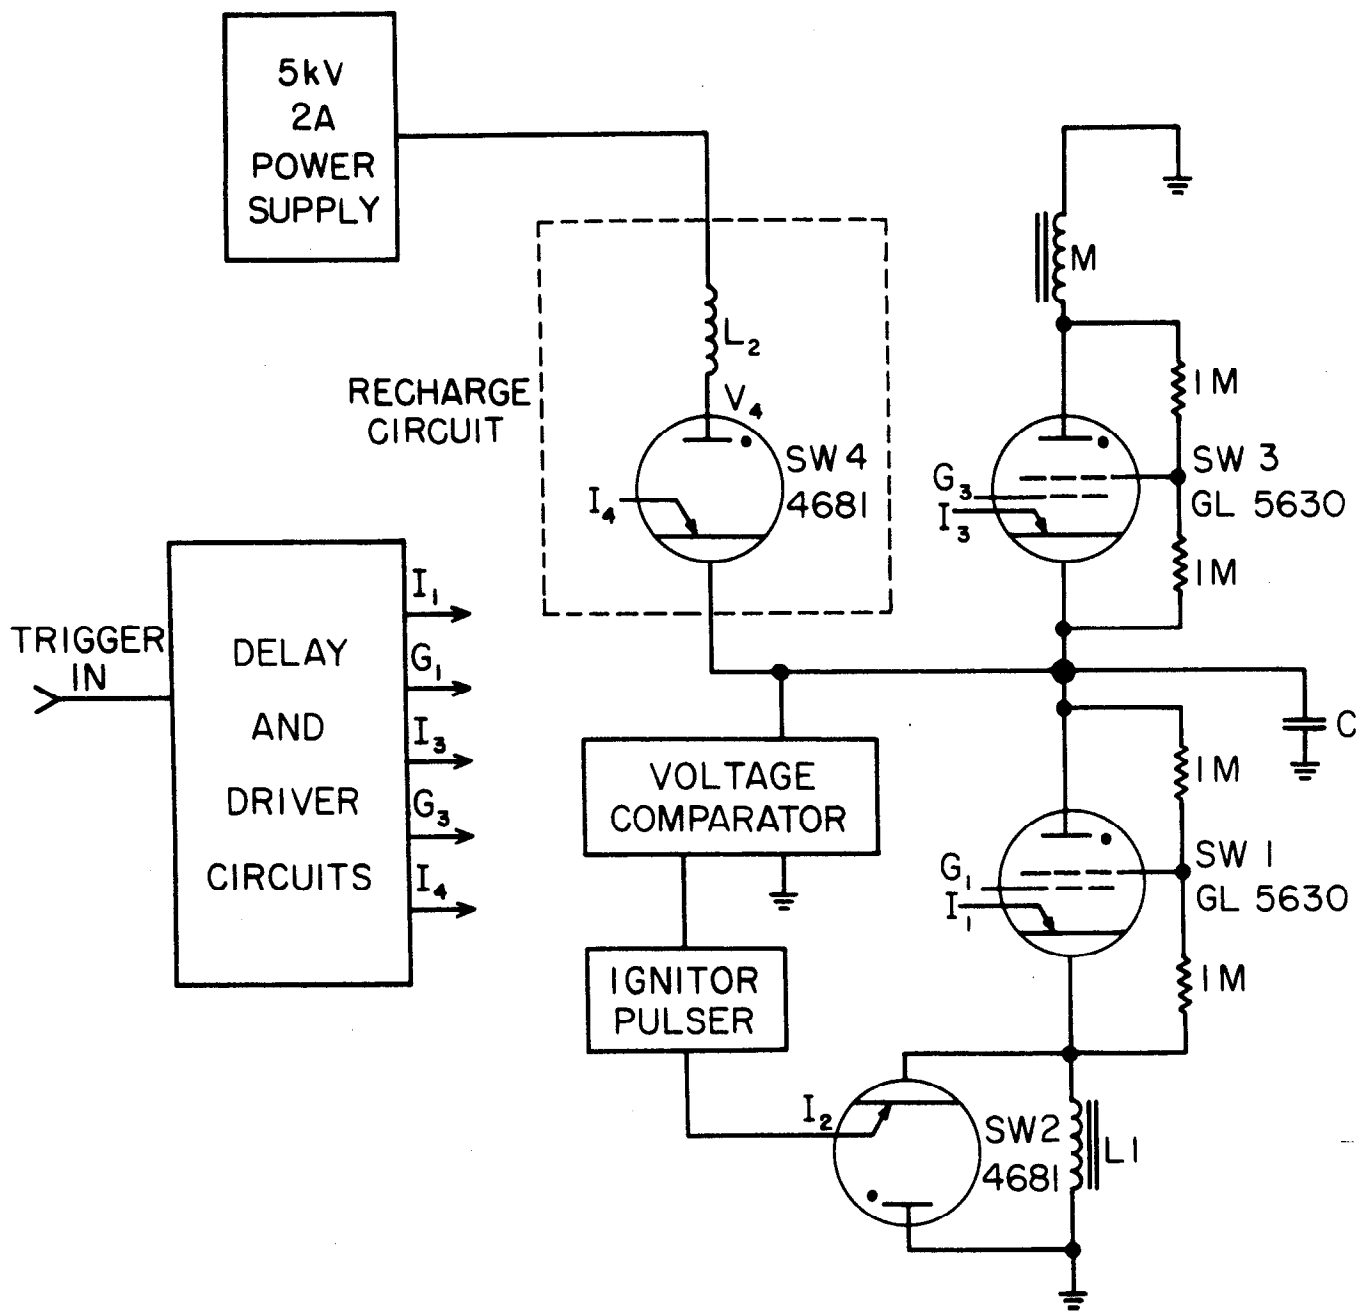 5kV
2A
POWER
SUPPLY
M
L₂
RECHARGE
CIRCUIT
V₄
1M
SW 4
4681
I₄
SW 3
GL 5630
G₃
I₃
1M
TRIGGER
IN
DELAY
AND
DRIVER
CIRCUITS
I₁
G₁
I₃
G₃
I₄
C
VOLTAGE
COMPARATOR
1M
SW 1
GL 5630
G₁
I₁
1M
IGNITOR
PULSER
I₂
SW2
4681
L1